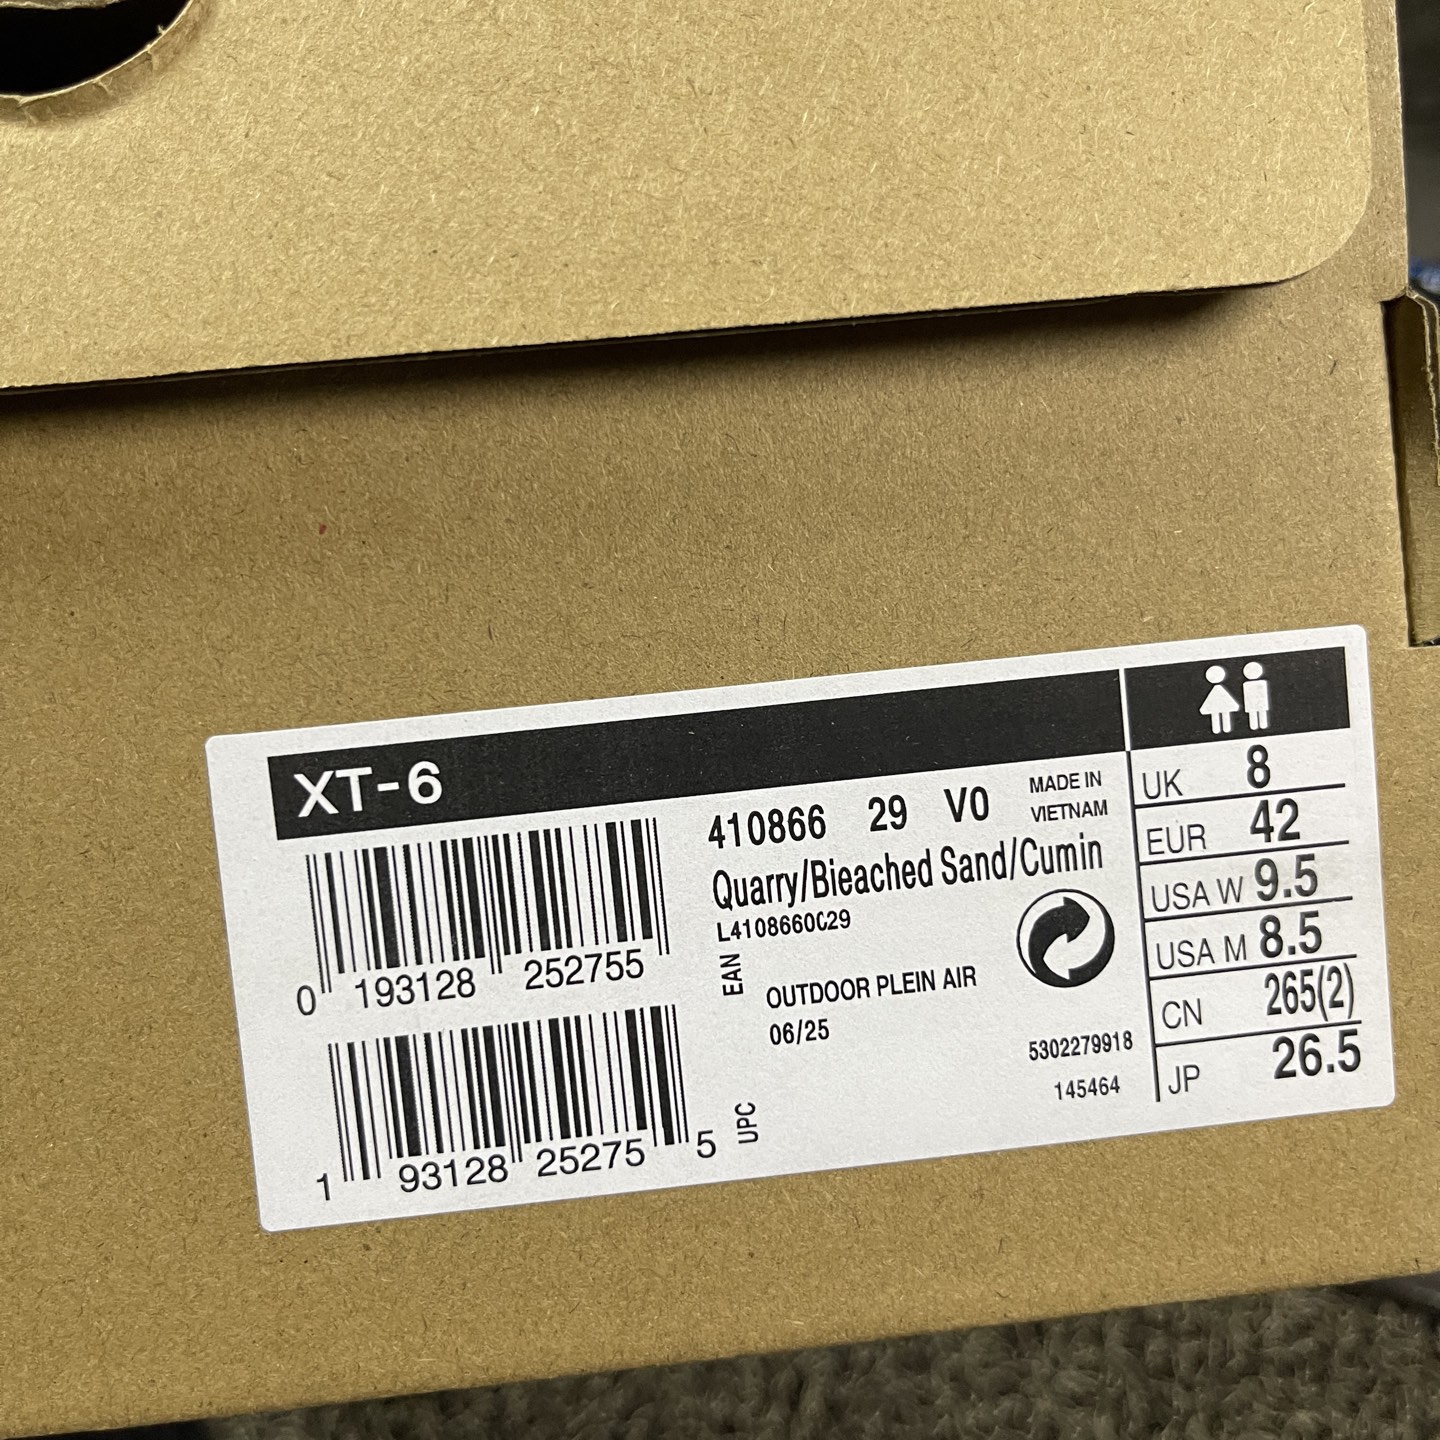 XT-6
410866 29 V0 MADE IN VIETNAM
Quarry/Bieached Sand/Cumin
L4108660C29
0 193128 252755
EAN
OUTDOOR PLEIN AIR
06/25
5302279918
145464
1 93128 25275 5
UPC
UK 8
EUR 42
USA W 9.5
USA M 8.5
CN 265(2)
JP 26.5